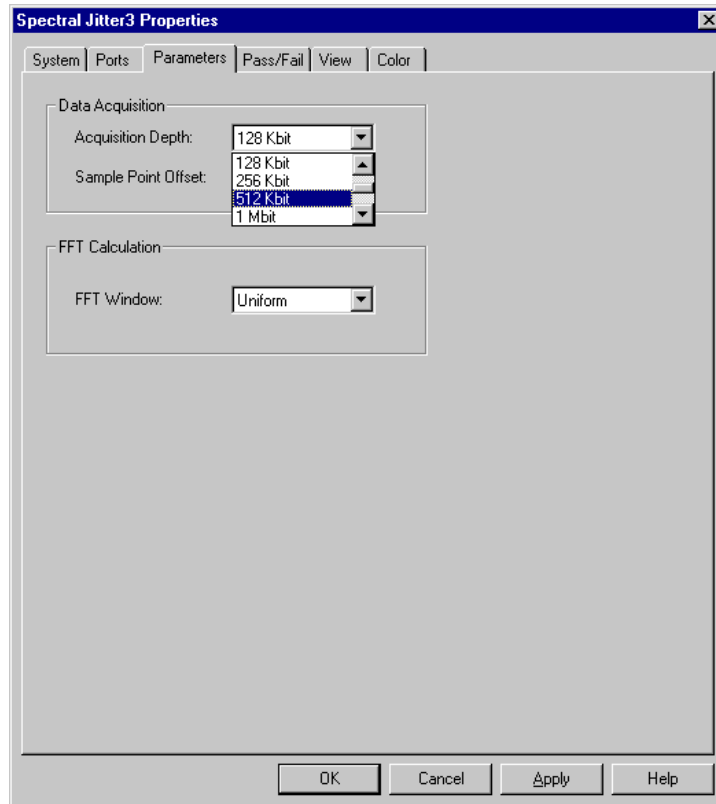 Spectral Jitter3 Properties
System Ports Parameters Pass/Fail View Color
Data Acquisition
Acquisition Depth: 128 Kbit
128 Kbit
Sample Point Offset: 256 Kbit
512 Kbit
1 Mbit
FFT Calculation
FFT Window: Uniform
OK Cancel Apply Help